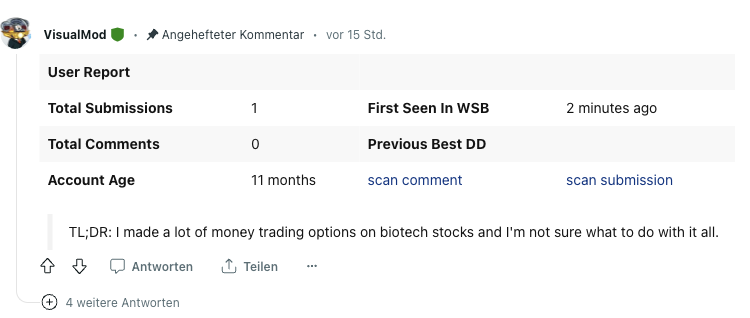 VisualMod · Angehefteter Kommentar · vor 15 Std.
User Report
Total Submissions 1 First Seen In WSB 2 minutes ago
Total Comments 0 Previous Best DD
Account Age 11 months scan comment scan submission
TL;DR: I made a lot of money trading options on biotech stocks and I'm not sure what to do with it all.
Antworten Teilen ...
4 weitere Antworten